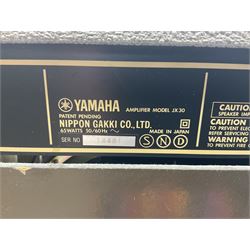 YAMAHA AMPLIFIER MODEL JX30
PATENT PENDING
NIPPON GAKKI CO., LTD.
65WATTS 50/60Hz MADE IN JAPAN
SER NO S N D
CAUTION
SPEAKER IMP
CAUTION
TO PREVENT ELEC
REFER SERVICING
WARNING
TO PREVENT FIRE